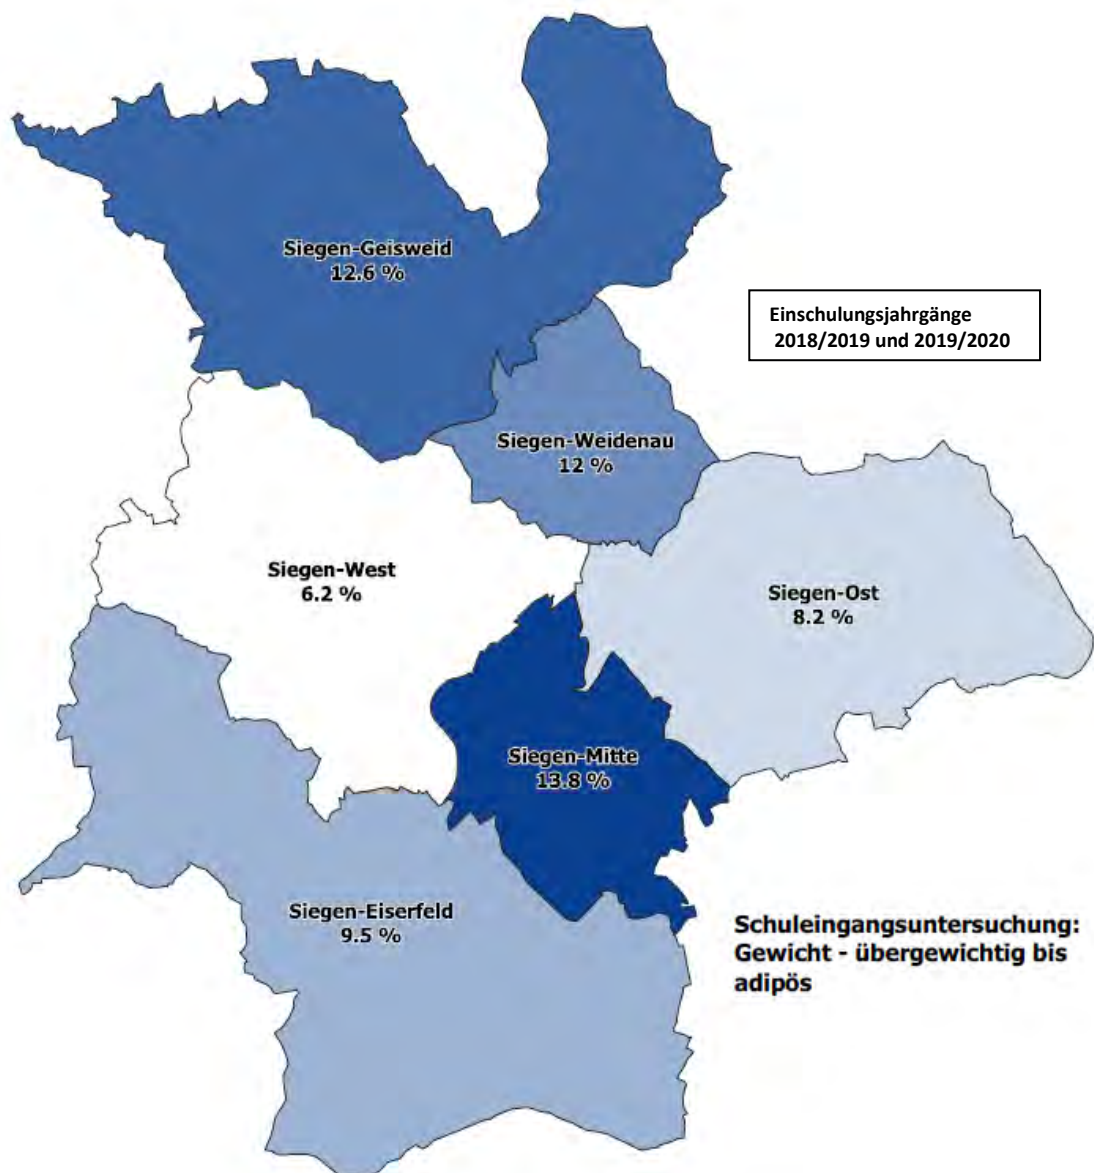 Siegen-Geisweid
12.6 %
Einschulungsjahrgänge
2018/2019 und 2019/2020
Siegen-Weidenau
12 %
Siegen-West
6.2 %
Siegen-Ost
8.2 %
Siegen-Mitte
13.8 %
Siegen-Eiserfeld
9.5 %
Schuleingangsuntersuchung:
Gewicht - übergewichtig bis
adipös